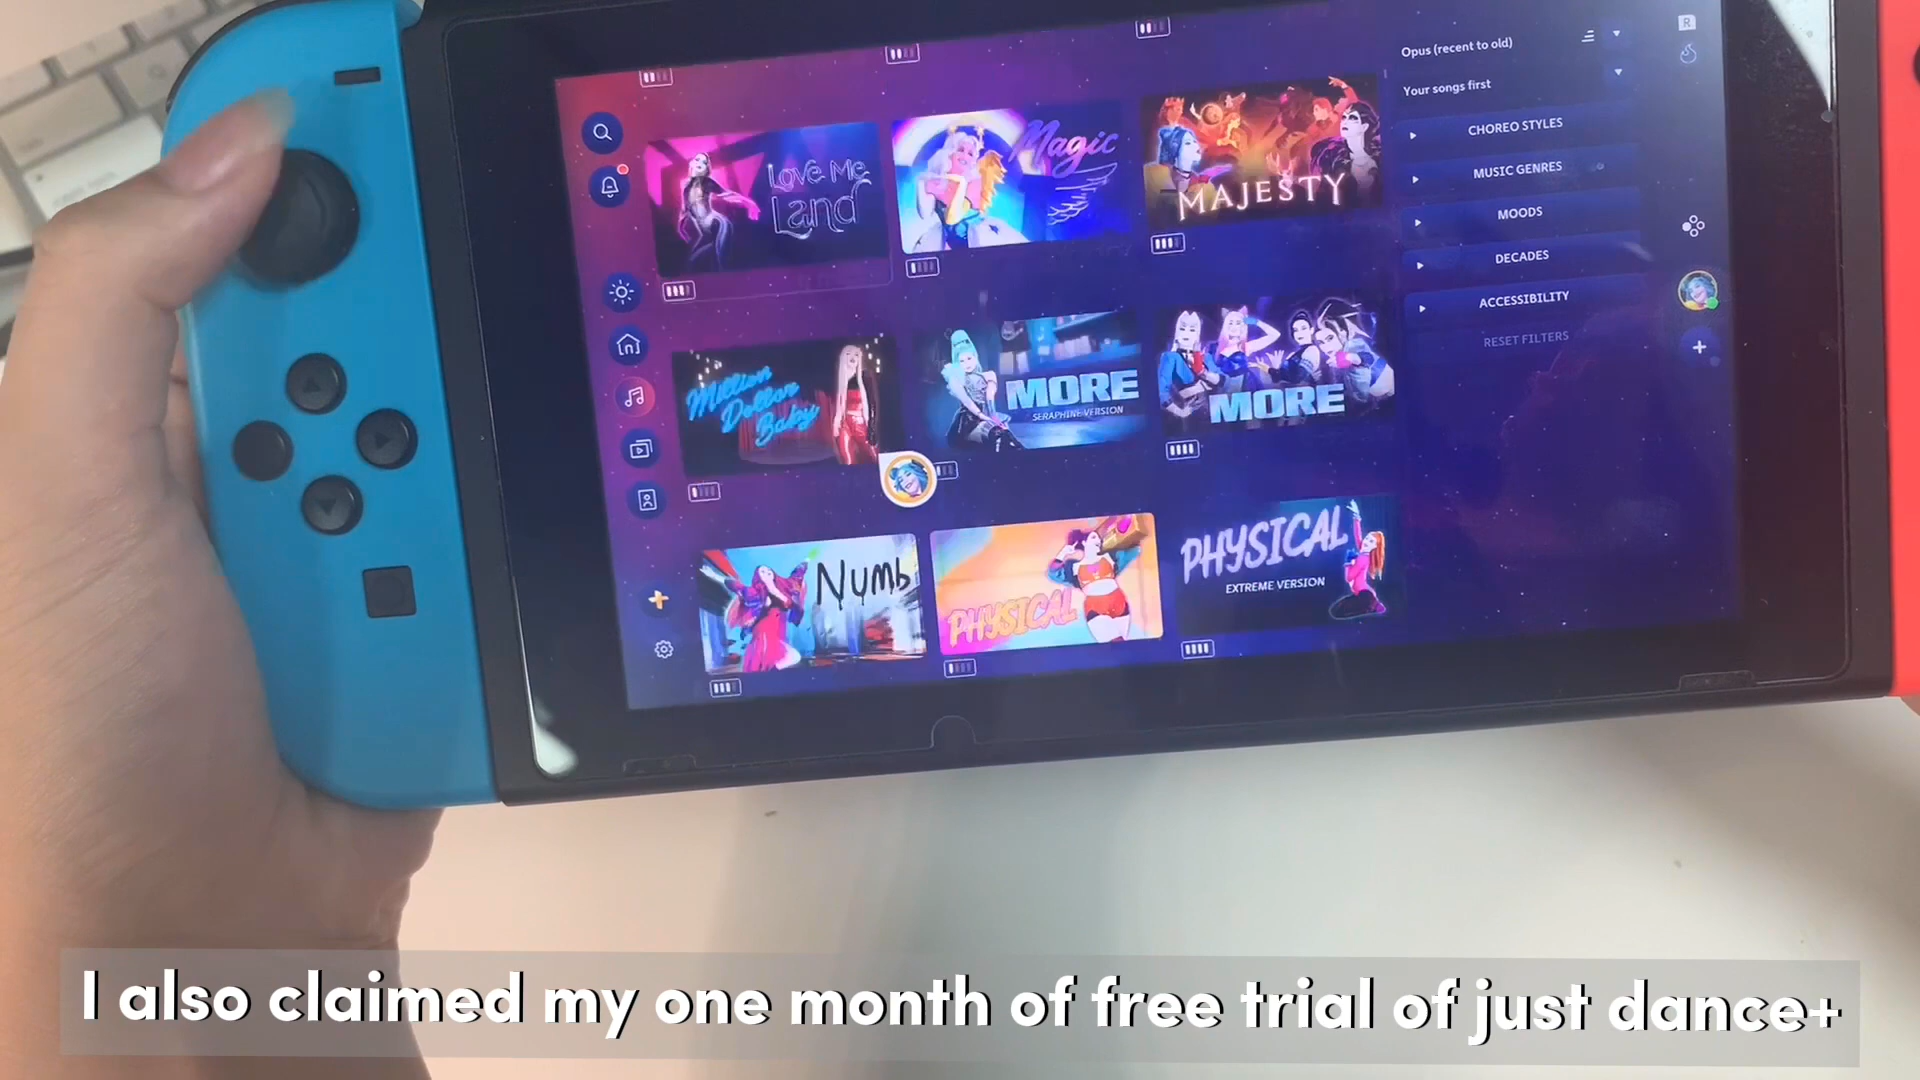 Opus (recent to old)
R
Your songs first
CHOREO STYLES
MUSIC GENRES
MOODS
DECADES
ACCESSIBILITY
RESET FILTERS
Love Me
Land
Magic
MAJESTY
Million
Dollar
Baby
MORE
SERAPHINE VERSION
MORE
NUMb
PHYSICAL
PHYSICAL
EXTREME VERSION
I also claimed my one month of free trial of just dance+